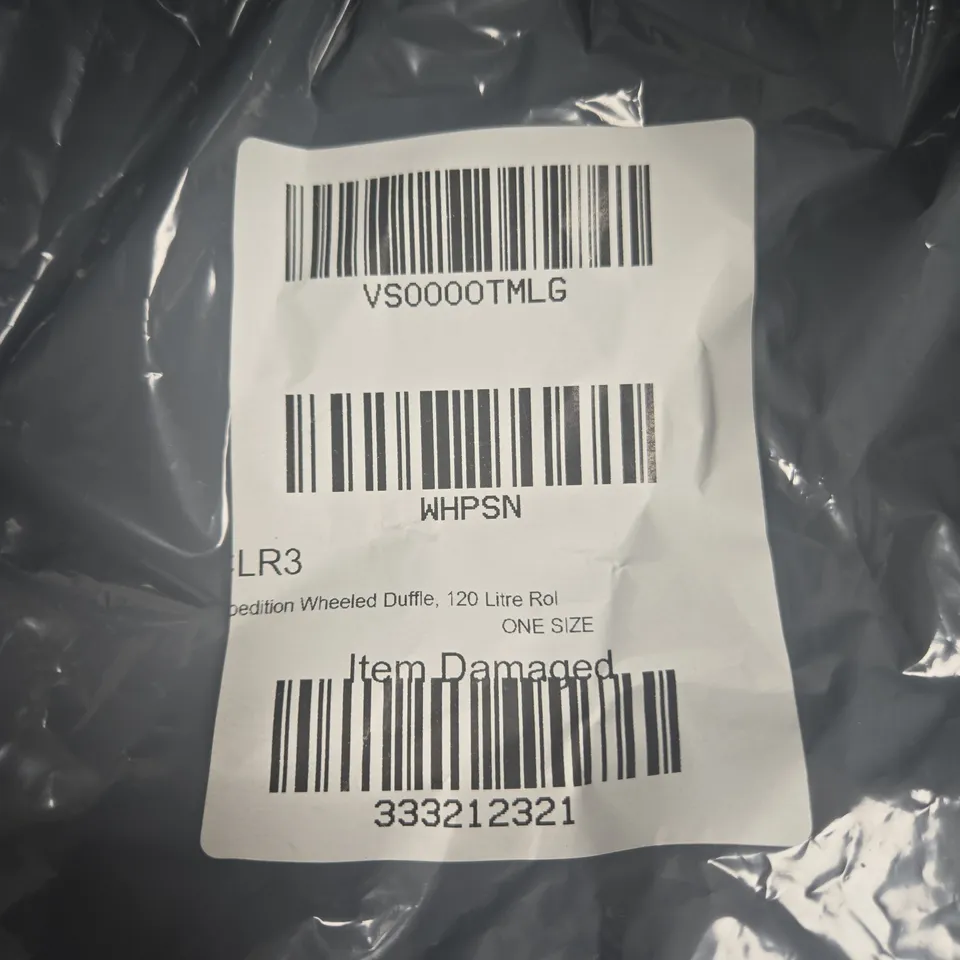 VS0000TMLG
WHPSN
LR3
pedition Wheeled Duffle, 120 Litre Rol
ONE SIZE
Item Damaged
333212321